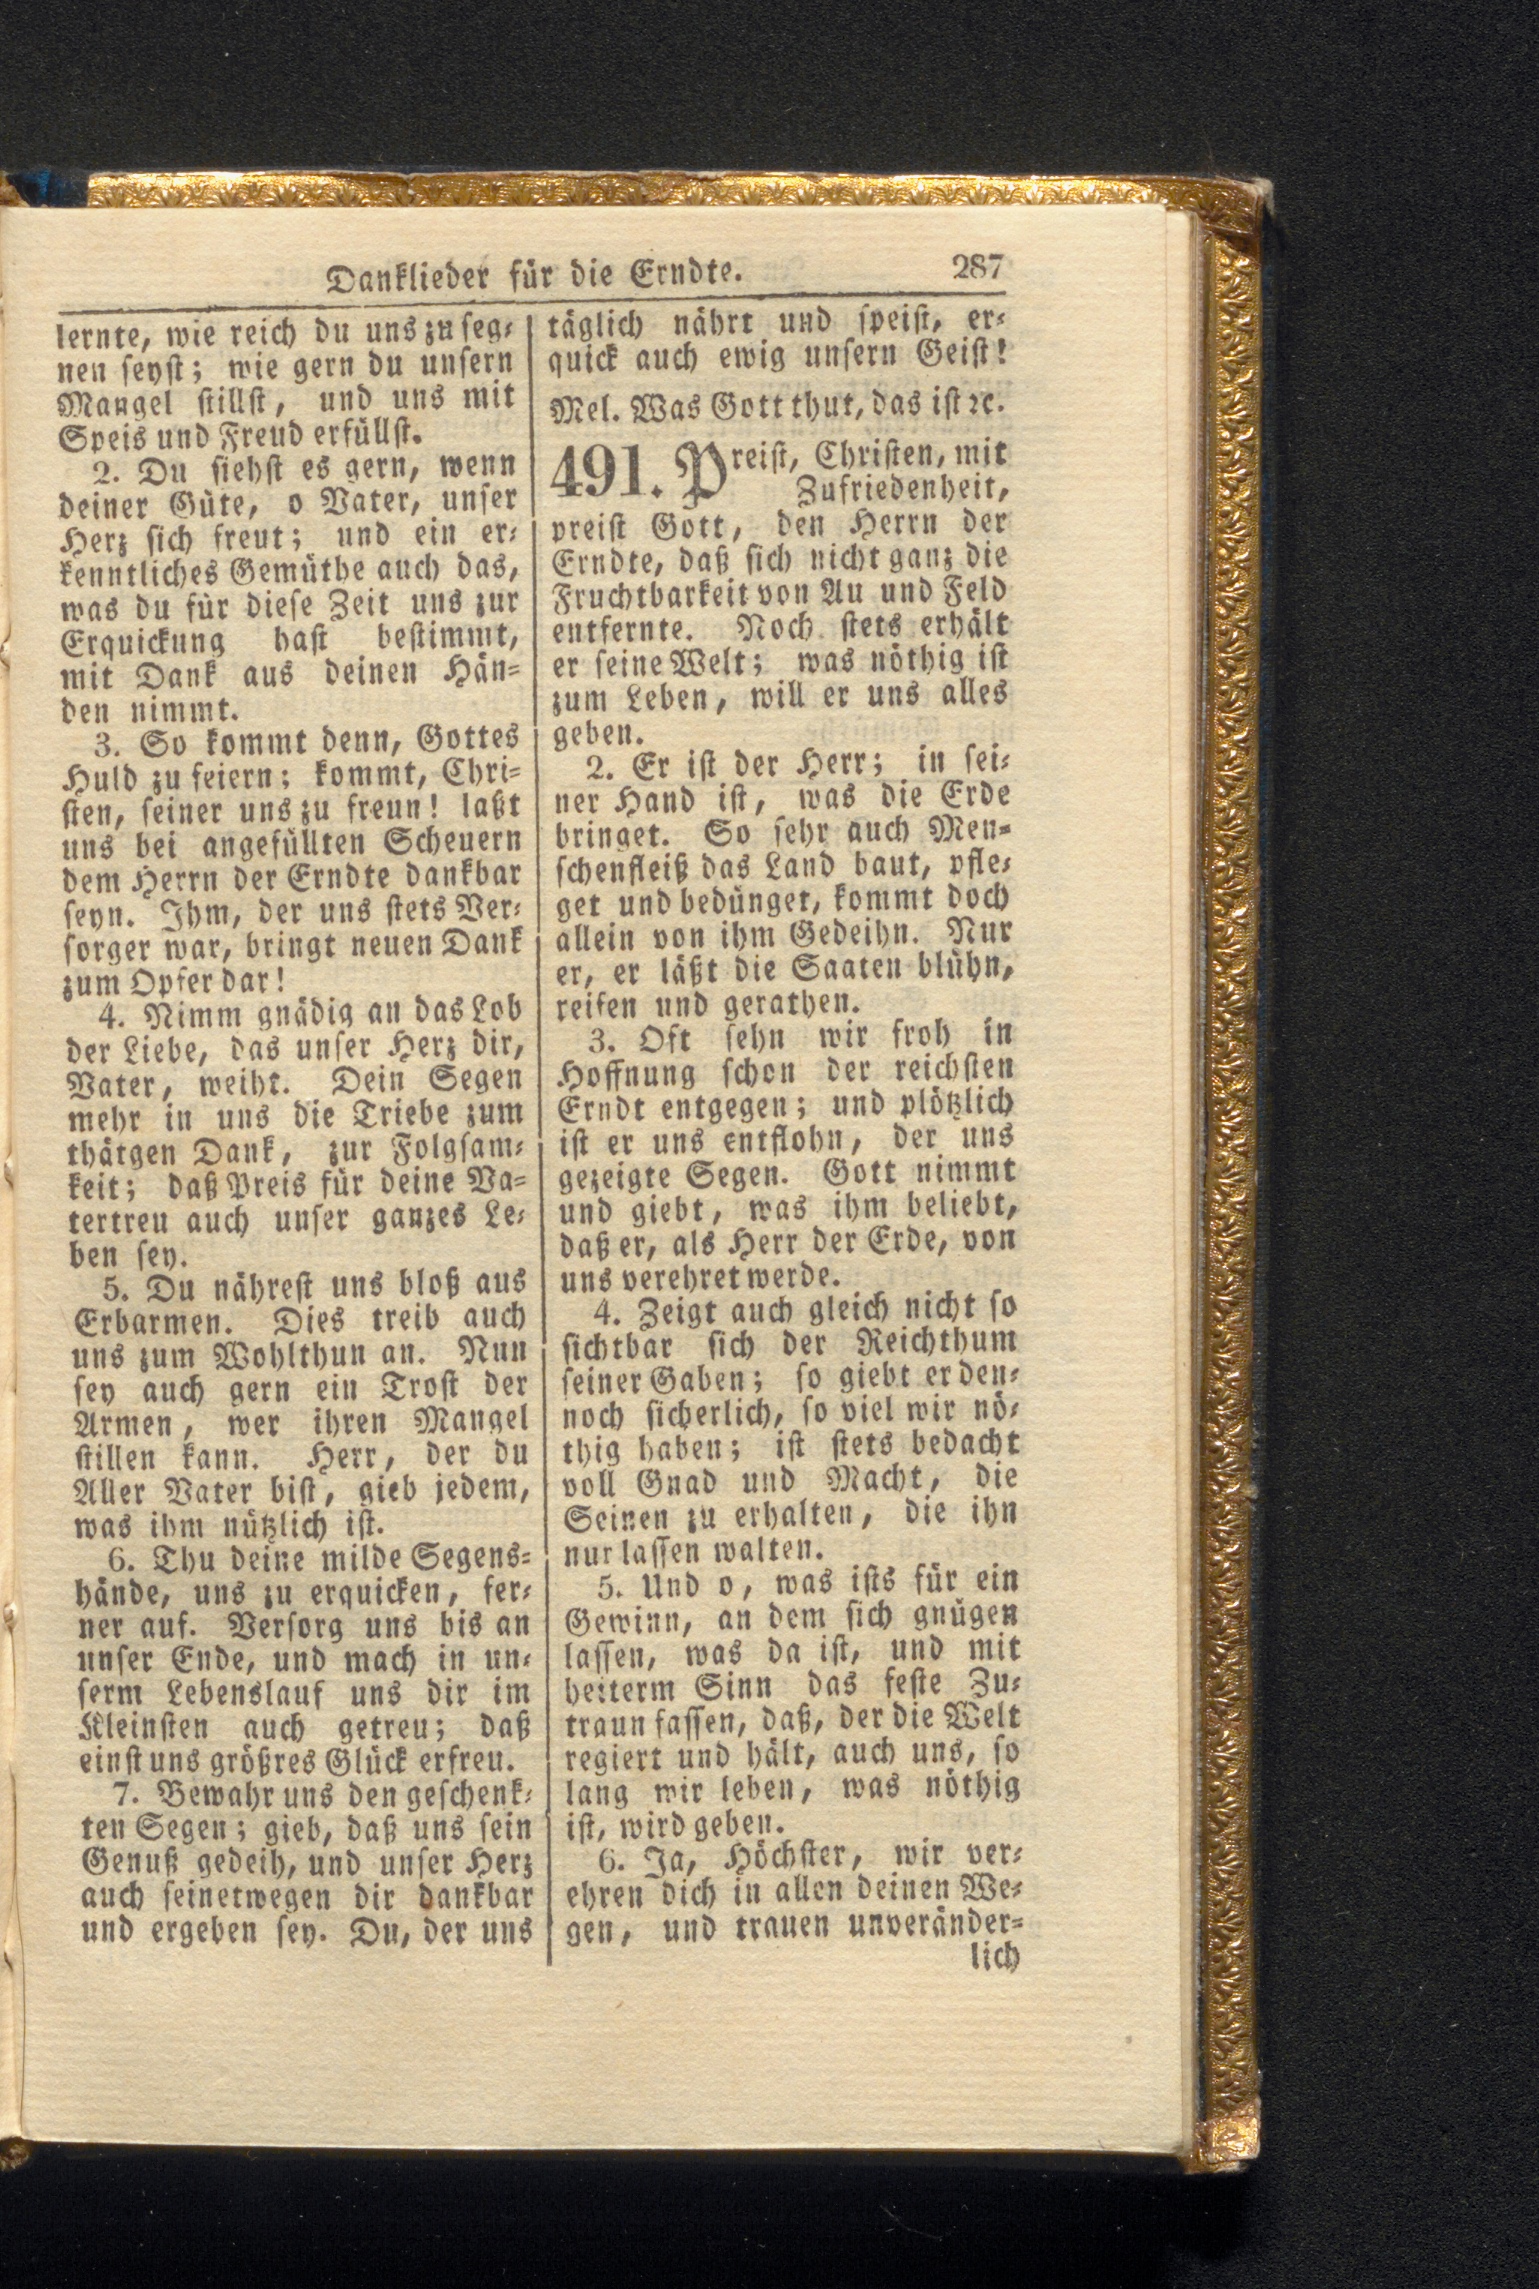 Danklieder für die Erndte. 287
lernte, wie reich du uns zu seg-
nen seyst; wie gern du unsern
Mangel stillst, und uns mit
Speis und Freud erfüllst.
2. Du siehst es gern, wenn
deiner Güte, o Vater, unser
Herz sich freut; und ein er-
kenntliches Gemüthe auch das,
was du für diese Zeit uns zur
Erquickung hast bestimmt,
mit Dank aus deinen Hän-
den nimmt.
3. So kommt denn, Gottes
Huld zu feiern; kommt, Chri-
sten, seiner uns zu freun! laßt
uns bei angefüllten Scheuern
dem Herrn der Erndte dankbar
seyn. Ihm, der uns stets Ver-
sorger war, bringt neuen Dank
zum Opfer dar!
4. Nimm gnädig an das Lob
der Liebe, das unser Herz dir,
Vater, weiht. Dein Segen
mehr in uns die Triebe zum
thätgen Dank, zur Folgsam-
keit; daß Preis für deine Va-
tertreu auch unser ganzes Le-
ben sey.
5. Du nährest uns bloß aus
Erbarmen. Dies treib auch
uns zum Wohlthun an. Nun
sey auch gern ein Trost der
Armen, wer ihren Mangel
stillen kann. Herr, der du
Aller Vater bist, gieb jedem,
was ihm nützlich ist.
6. Thu deine milde Segens-
hände, uns zu erquicken, fer-
ner auf. Versorg uns bis an
unser Ende, und mach in un-
serm Lebenslauf uns dir im
Kleinsten auch getreu; daß
einst uns größres Glück erfreu.
7. Bewahr uns den geschenk-
ten Segen; gieb, daß uns sein
Genuß gedeih, und unser Herz
auch seinetwegen dir dankbar
und ergeben sey. Du, der uns
täglich nährt und speist, er-
quick auch ewig unsern Geist!
Mel. Was Gott thut, das ist ꝛc.
491. Preist, Christen, mit
Zufriedenheit,
preist Gott, den Herrn der
Erndte, daß sich nicht ganz die
Fruchtbarkeit von Au und Feld
entfernte. Noch stets erhält
er seine Welt; was nöthig ist
zum Leben, will er uns alles
geben.
2. Er ist der Herr; in sei-
ner Hand ist, was die Erde
bringet. So sehr auch Men-
schenfleiß das Land baut, pfle-
get und bedünget, kommt doch
allein von ihm Gedeihn. Nur
er, er läßt die Saaten blühn,
reifen und gerathen.
3. Oft sehn wir froh in
Hoffnung schon der reichsten
Erndt entgegen; und plötzlich
ist er uns entflohn, der uns
gezeigte Segen. Gott nimmt
und giebt, was ihm beliebt,
daß er, als Herr der Erde, von
uns verehret werde.
4. Zeigt auch gleich nicht so
sichtbar sich der Reichthum
seiner Gaben; so giebt er den-
noch sicherlich, so viel wir nö-
thig haben; ist stets bedacht
voll Gnad und Macht, die
Seinen zu erhalten, die ihn
nur lassen walten.
5. Und o, was ists für ein
Gewinn, an dem sich gnügen
lassen, was da ist, und mit
heiterm Sinn das feste Zu-
traun fassen, daß, der die Welt
regiert und hält, auch uns, so
lang wir leben, was nöthig
ist, wird geben.
6. Ja, Höchster, wir ver-
ehren dich in allen deinen We-
gen, und trauen unveränder-
lich